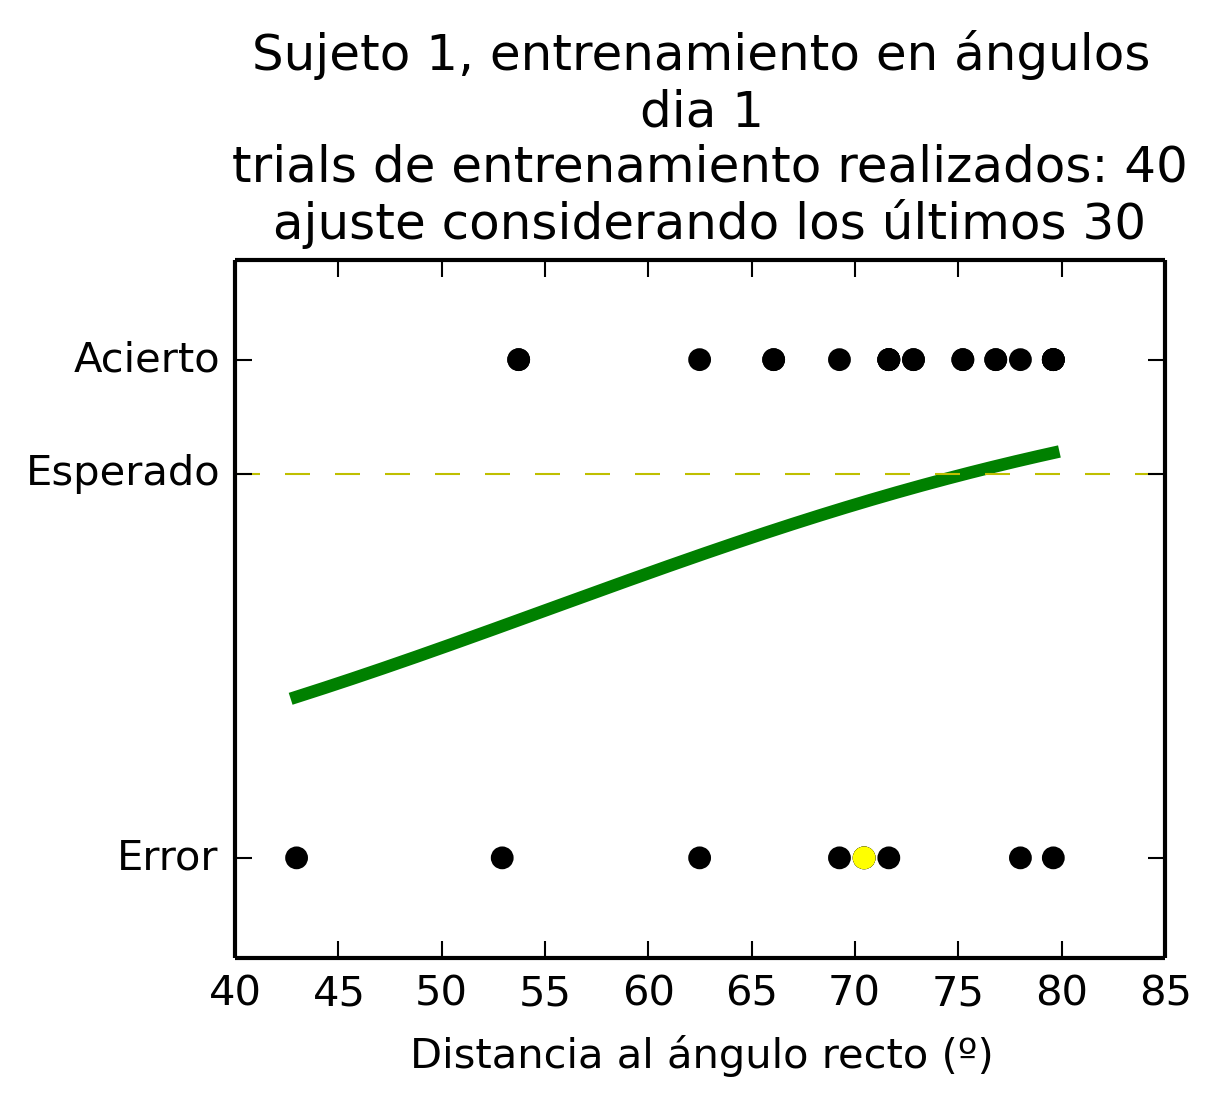 Sujeto 1, entrenamiento en ángulos
dia 1
trials de entrenamiento realizados: 40
ajuste considerando los últimos 30
Acierto
Esperado
Error
40 45 50 55 60 65 70 75 80 85
Distancia al ángulo recto (º)